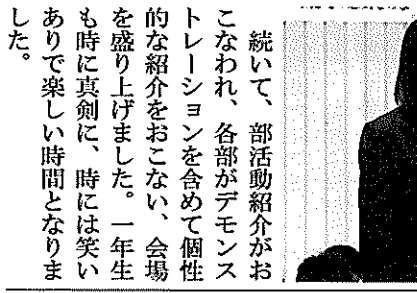 続いて、部活動紹介がお
こなわれ、各部がデモンス
トレーションを含めて個性
的な紹介をおこない、会場
を盛り上げました。一年生
も時に真剣に、時には笑い
ありで楽しい時間となりま
した。